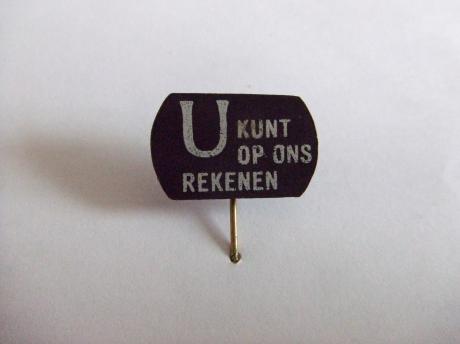 U KUNT
OP ONS
REKENEN